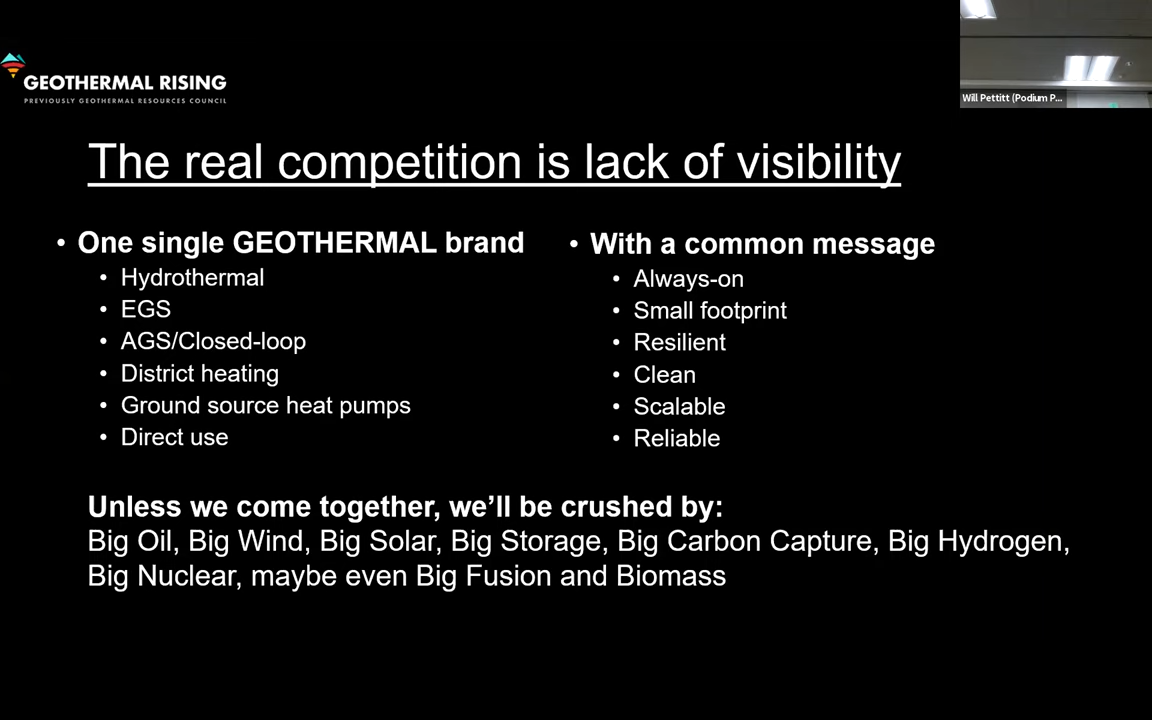 GEOTHERMAL RISING
PREVIOUSLY GEOTHERMAL RESOURCES COUNCIL
Will Pettitt (Podium P...
The real competition is lack of visibility
• One single GEOTHERMAL brand
• Hydrothermal
• EGS
• AGS/Closed-loop
• District heating
• Ground source heat pumps
• Direct use
• With a common message
• Always-on
• Small footprint
• Resilient
• Clean
• Scalable
• Reliable
Unless we come together, we’ll be crushed by:
Big Oil, Big Wind, Big Solar, Big Storage, Big Carbon Capture, Big Hydrogen,
Big Nuclear, maybe even Big Fusion and Biomass